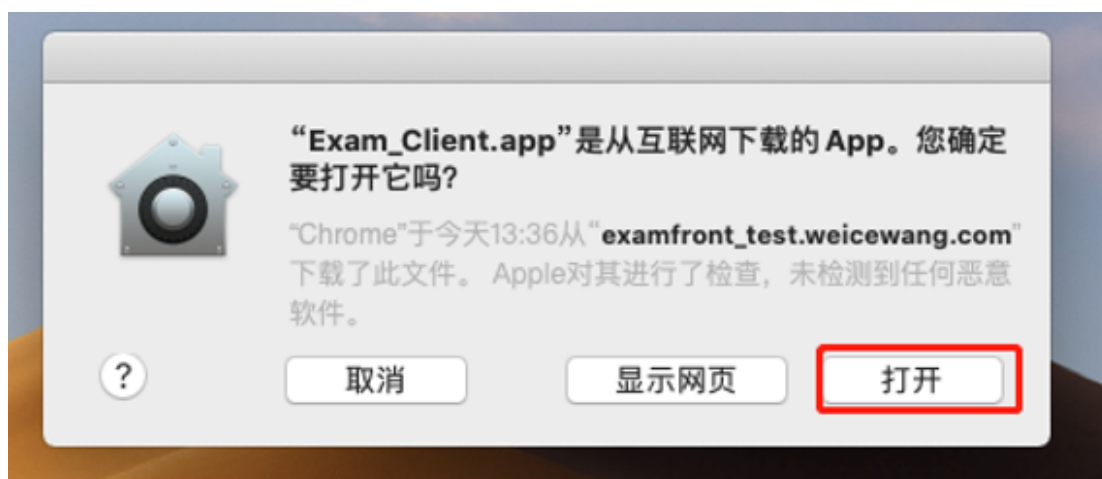 “Exam_Client.app”是从互联网下载的 App。您确定
要打开它吗?
“Chrome”于今天13:36从“examfront_test.weicewang.com”
下载了此文件。 Apple对其进行了检查，未检测到任何恶意
软件。
? 取消 显示网页 打开